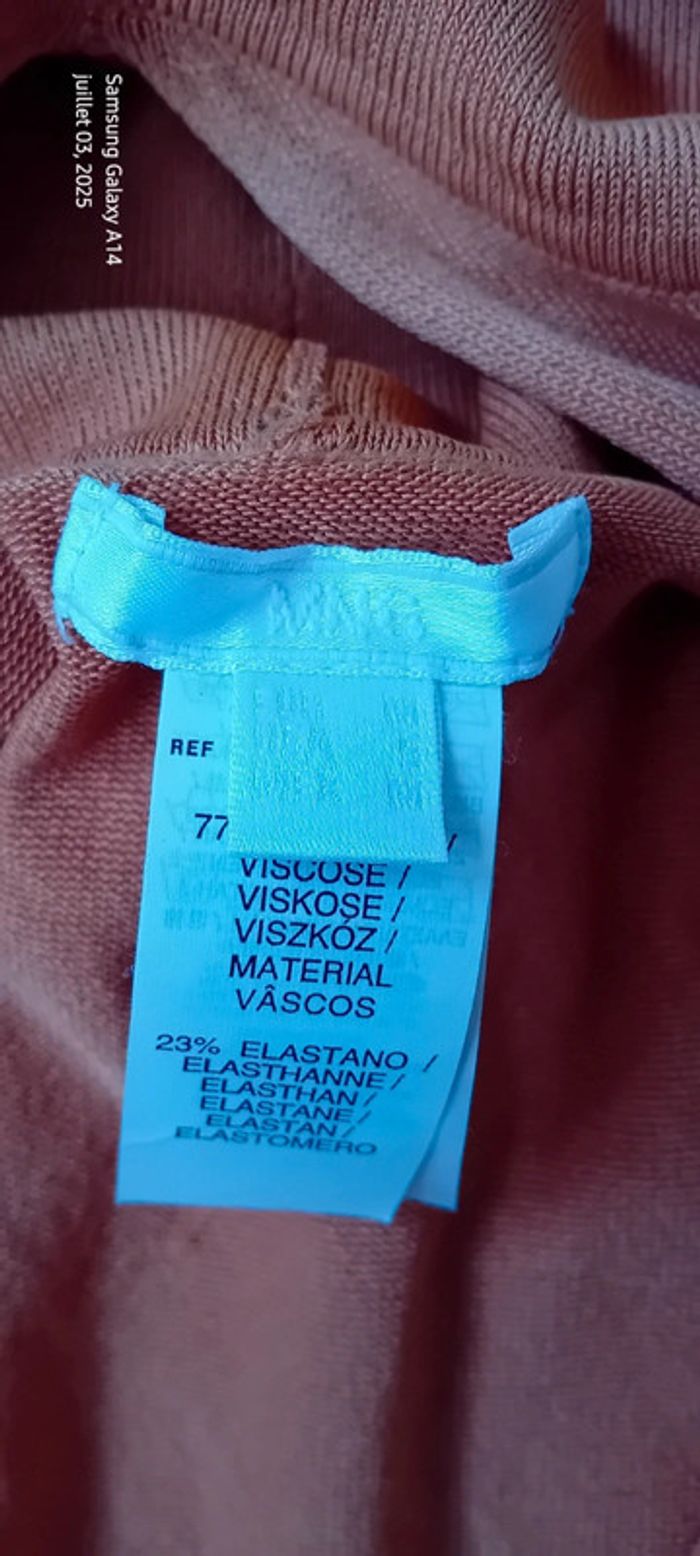 Samsung Galaxy A14
juillet 03, 2025
REF
77 /
VISCOSE /
VISKOSE /
VISZKÓZ /
MATERIAL
VÂSCOS
23% ELASTANO /
ELASTHANNE /
ELASTHAN /
ELASTANE /
ELASTAN /
ELASTOMERO